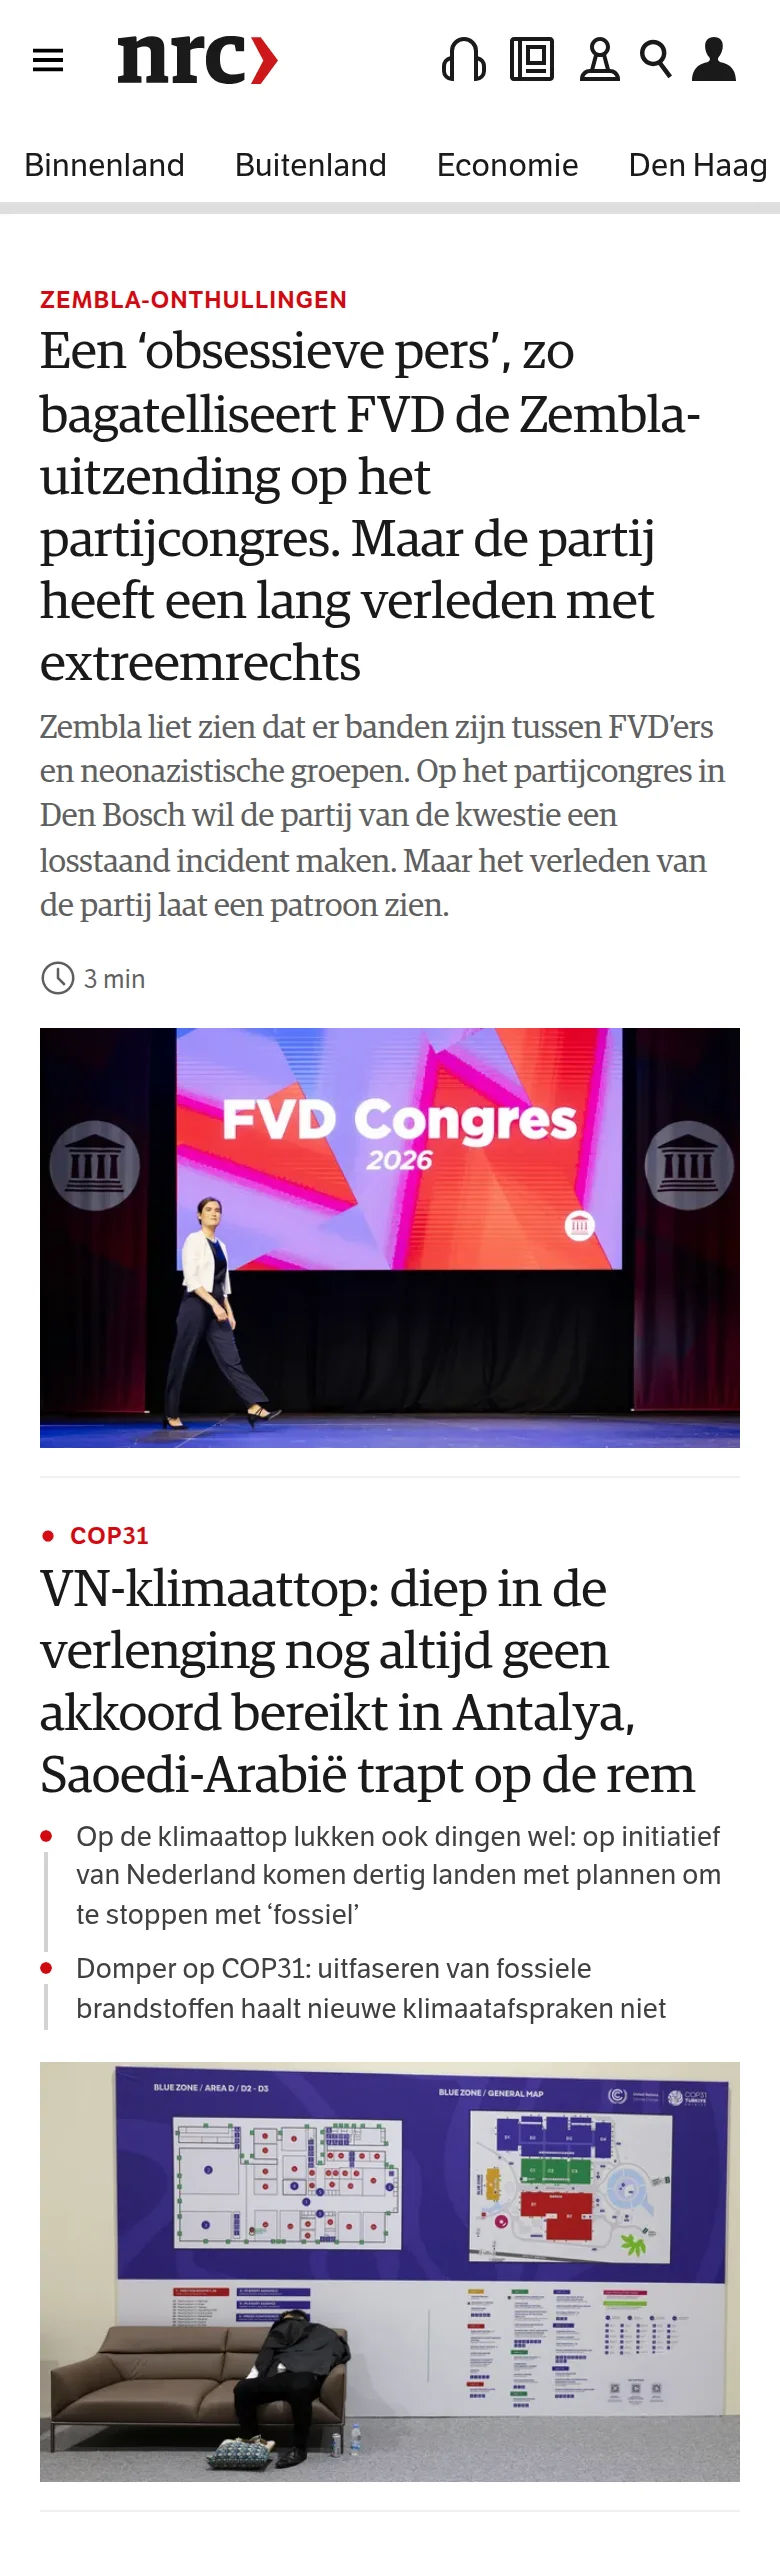 nrc
Binnenland Buitenland Economie Den Haag
ZEMBLA-ONTHULLINGEN
Een ‘obsessieve pers’, zo
bagatelliseert FVD de Zembla-
uitzending op het
partijcongres. Maar de partij
heeft een lang verleden met
extreemrechts
Zembla liet zien dat er banden zijn tussen FVD’ers
en neonazistische groepen. Op het partijcongres in
Den Bosch wil de partij van de kwestie een
losstaand incident maken. Maar het verleden van
de partij laat een patroon zien.
3 min
FVD Congres
2026
COP31
VN-klimaattop: diep in de
verlenging nog altijd geen
akkoord bereikt in Antalya,
Saoedi-Arabië trapt op de rem
Op de klimaattop lukken ook dingen wel: op initiatief
van Nederland komen dertig landen met plannen om
te stoppen met ‘fossiel’
Domper op COP31: uitfaseren van fossiele
brandstoffen haalt nieuwe klimaatafspraken niet
BLUE ZONE / AREA D / D2 - D3
BLUE ZONE / GENERAL MAP
United Nations
COP31
TÜRKİYE